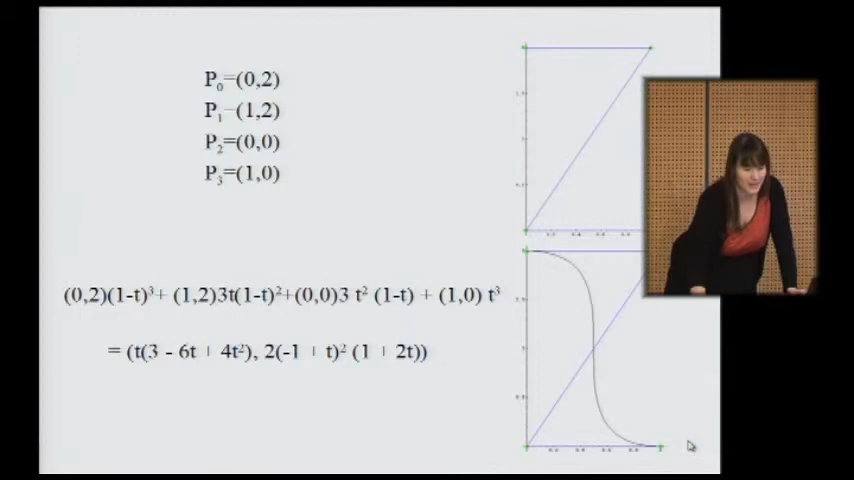 P₀=(0,2)
P₁=(1,2)
P₂=(0,0)
P₃=(1,0)
(0,2)(1-t)³+ (1,2)3t(1-t)²+(0,0)3 t² (1-t) + (1,0) t³
= (t(3 - 6t + 4t²), 2(-1 + t)² (1 + 2t))